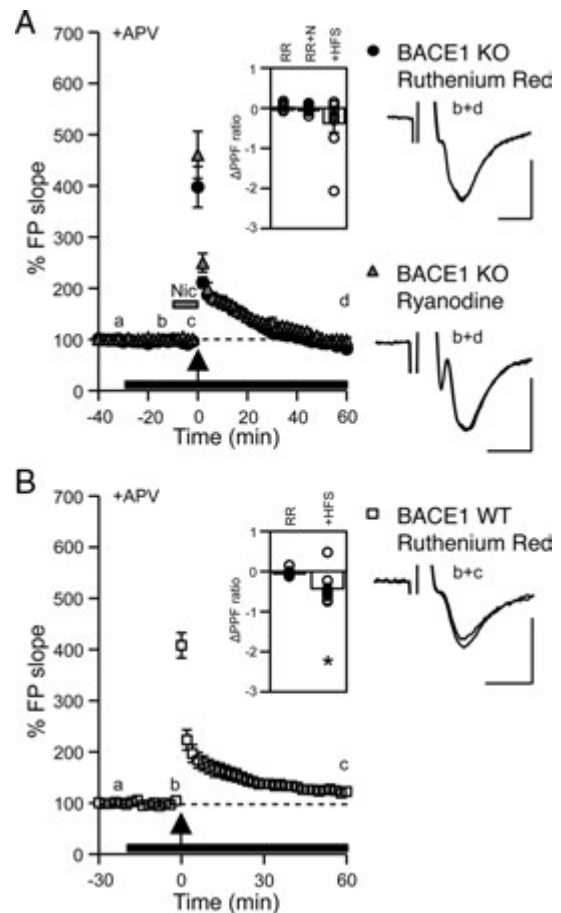 A
+APV
700
600
500
400
300
200
100
0
% FP slope
-40
-20
0
20
40
60
Time (min)
a
b
c
d
Nic
RR
RR+N
+HFS
1
0
-1
-2
-3
ΔPPF ratio
BACE1 KO
Ruthenium Red
b+d
BACE1 KO
Ryanodine
b+d
B
+APV
700
600
500
400
300
200
100
0
% FP slope
-30
0
30
60
Time (min)
a
b
c
RR
+HFS
1
0
-1
-2
-3
ΔPPF ratio
*
BACE1 WT
Ruthenium Red
b+c